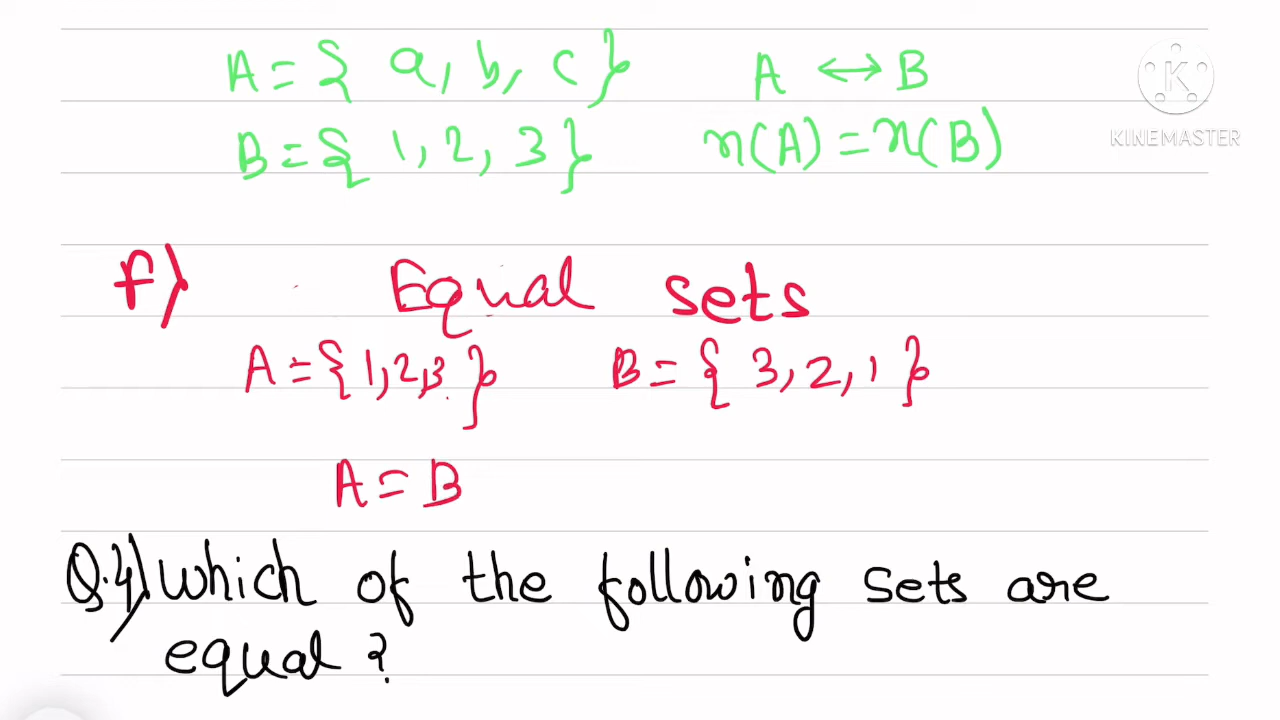 A = { a, b, c } A ↔ B
K
KINEMASTER
B = { 1, 2, 3 } n(A) = n(B)
f) Equal sets
A = { 1, 2, 3 } B = { 3, 2, 1 }
A = B
Q.4) Which of the following sets are
equal ?